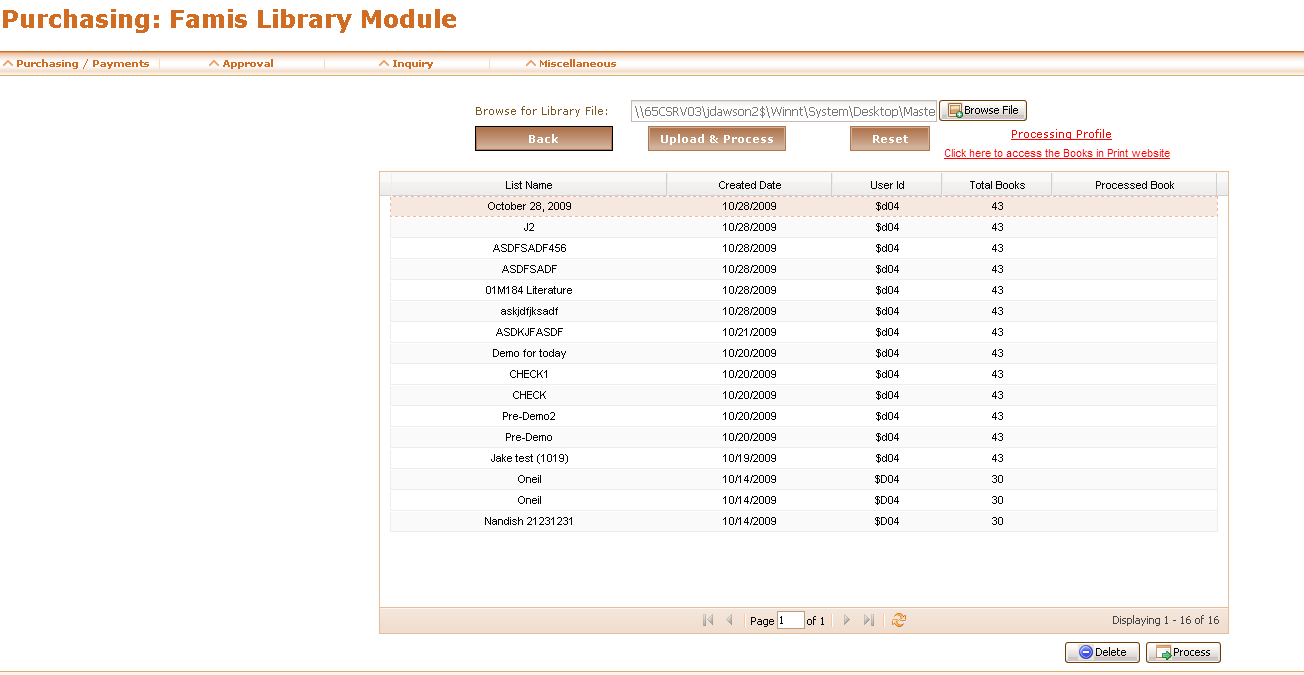 Purchasing: Famis Library Module
Purchasing / Payments Approval Inquiry Miscellaneous
Browse for Library File: \\65CSRV03\jdawson2$\Winnt\System\Desktop\Maste Browse File
Back Upload & Process Reset Processing Profile
Click here to access the Books in Print website
List Name Created Date User Id Total Books Processed Book
October 28, 2009 10/28/2009 $d04 43
J2 10/28/2009 $d04 43
ASDFSADF456 10/28/2009 $d04 43
ASDFSADF 10/28/2009 $d04 43
01M184 Literature 10/28/2009 $d04 43
askjdfjksadf 10/28/2009 $d04 43
ASDKJFASDF 10/21/2009 $d04 43
Demo for today 10/20/2009 $d04 43
CHECK1 10/20/2009 $d04 43
CHECK 10/20/2009 $d04 43
Pre-Demo2 10/20/2009 $d04 43
Pre-Demo 10/20/2009 $d04 43
Jake test (1019) 10/19/2009 $d04 43
Oneil 10/14/2009 $D04 30
Oneil 10/14/2009 $D04 30
Nandish 21231231 10/14/2009 $D04 30
Page 1 of 1 Displaying 1 - 16 of 16
Delete Process